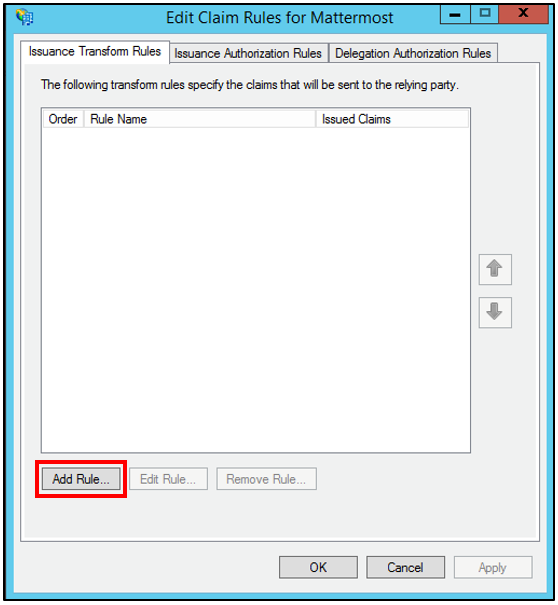 Edit Claim Rules for Mattermost
Issuance Transform Rules Issuance Authorization Rules Delegation Authorization Rules
The following transform rules specify the claims that will be sent to the relying party.
Order Rule Name Issued Claims
Add Rule... Edit Rule... Remove Rule...
OK Cancel Apply